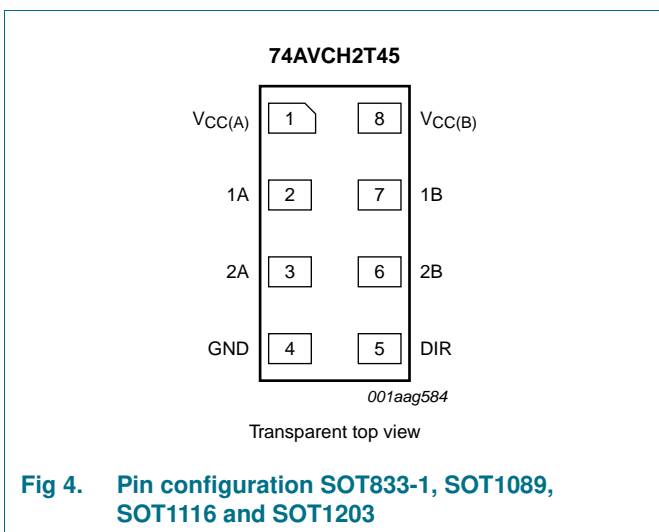 74AVCH2T45
VCC(A) 1 8 VCC(B)
1A 2 7 1B
2A 3 6 2B
GND 4 5 DIR
001aag584
Transparent top view
Fig 4. Pin configuration SOT833-1, SOT1089,
SOT1116 and SOT1203